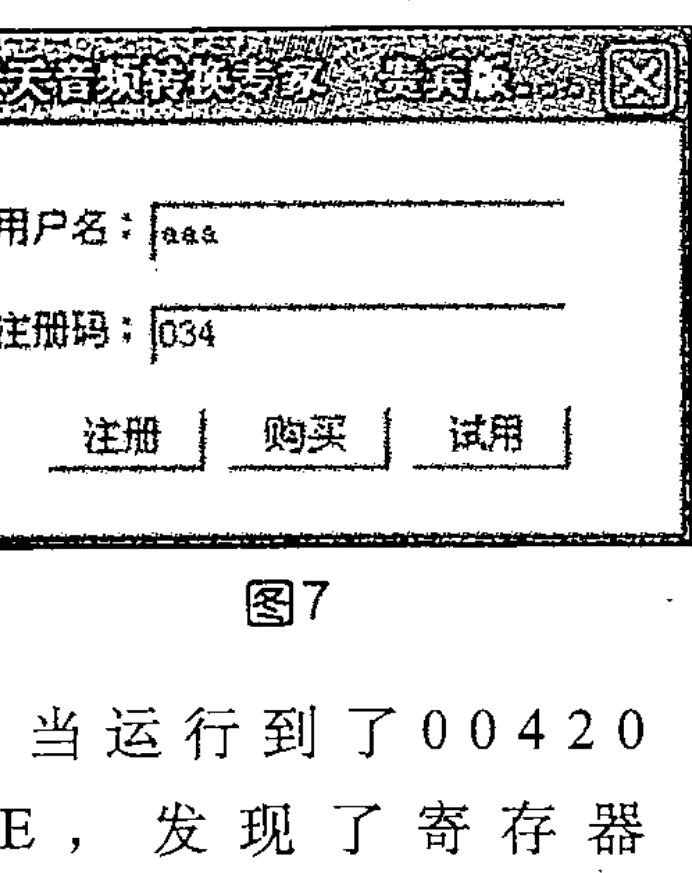 天音频转换专家 贵宾版...
用户名：aaa
注册码：034
注册 购买 试用
图7
当运行到了00420
E，发现了寄存器